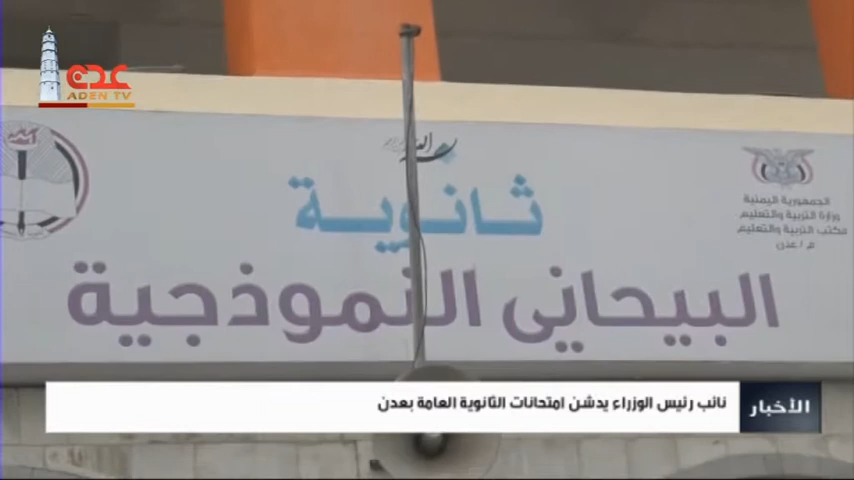 عدن
ADEN TV
ثانوية
البيحاني النموذجية
الجمهورية اليمنية
وزارة التربية والتعليم
مكتب التربية والتعليم
م / عدن
الأخبار
نائب رئيس الوزراء يدشن امتحانات الثانوية العامة بعدن